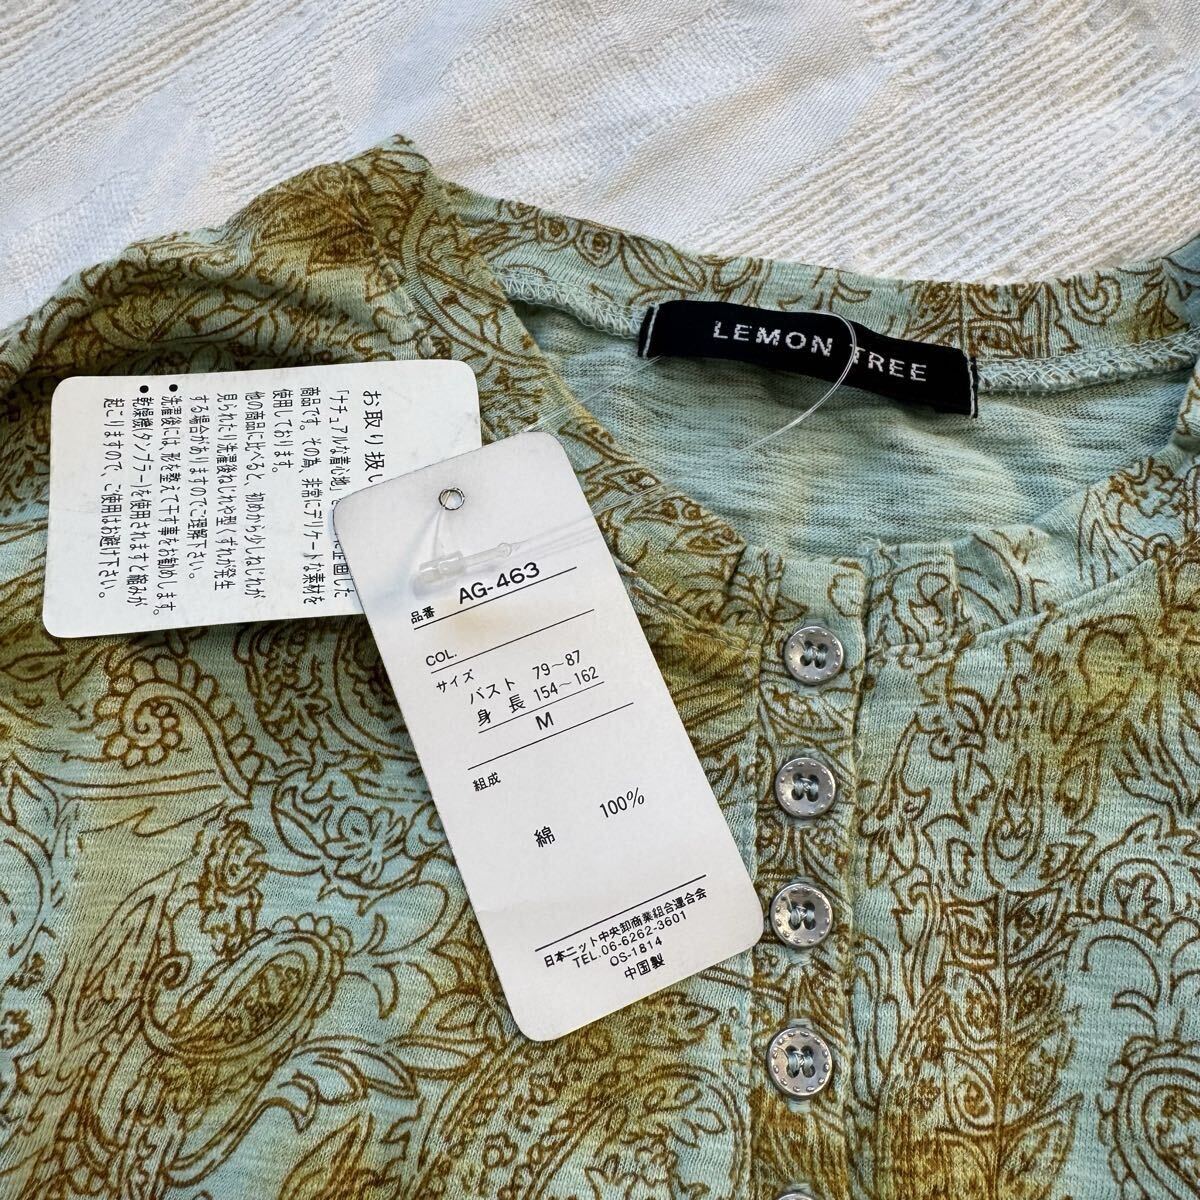 LEMON TREE
お取り扱い
「ナチュラルな着心地」
商品です。その為、非常にデリケートな素材を
使用しております。
他の商品に比べると、初めから少しねじれが
見られたり洗濯後ねじれや型くずれが発生
する場合がありますのでご理解下さい。
●洗濯後には、形を整えて干す事をお勧めします。
●乾燥機(タンブラー)を使用されますと縮みが
起こりますので、ご使用はお避け下さい。
品番 AG-463
COL.
サイズ
バスト 79～87
身長 154～162
M
組成
綿 100%
日本ニット中央卸商業組合連合会
TEL.06-6262-3601
OS-1814
中国製